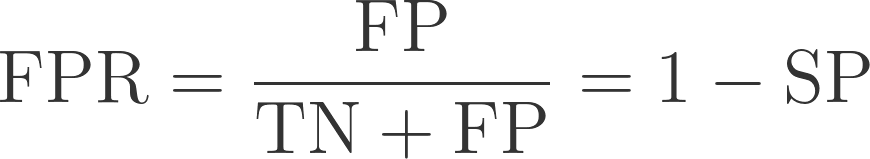 FPR = FP / (TN + FP) = 1 − SP